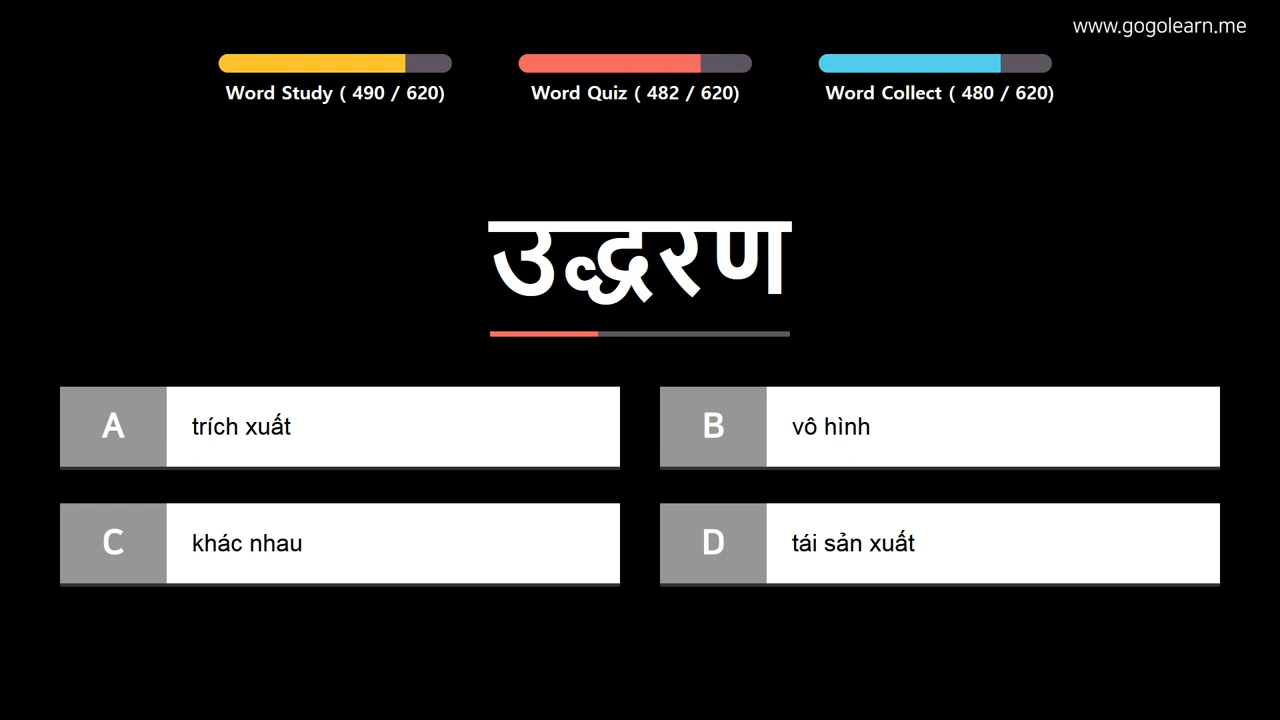 www.gogolearn.me
Word Study ( 490 / 620)
Word Quiz ( 482 / 620)
Word Collect ( 480 / 620)
उद्धरण
A
trích xuất
B
vô hình
C
khác nhau
D
tái sản xuất